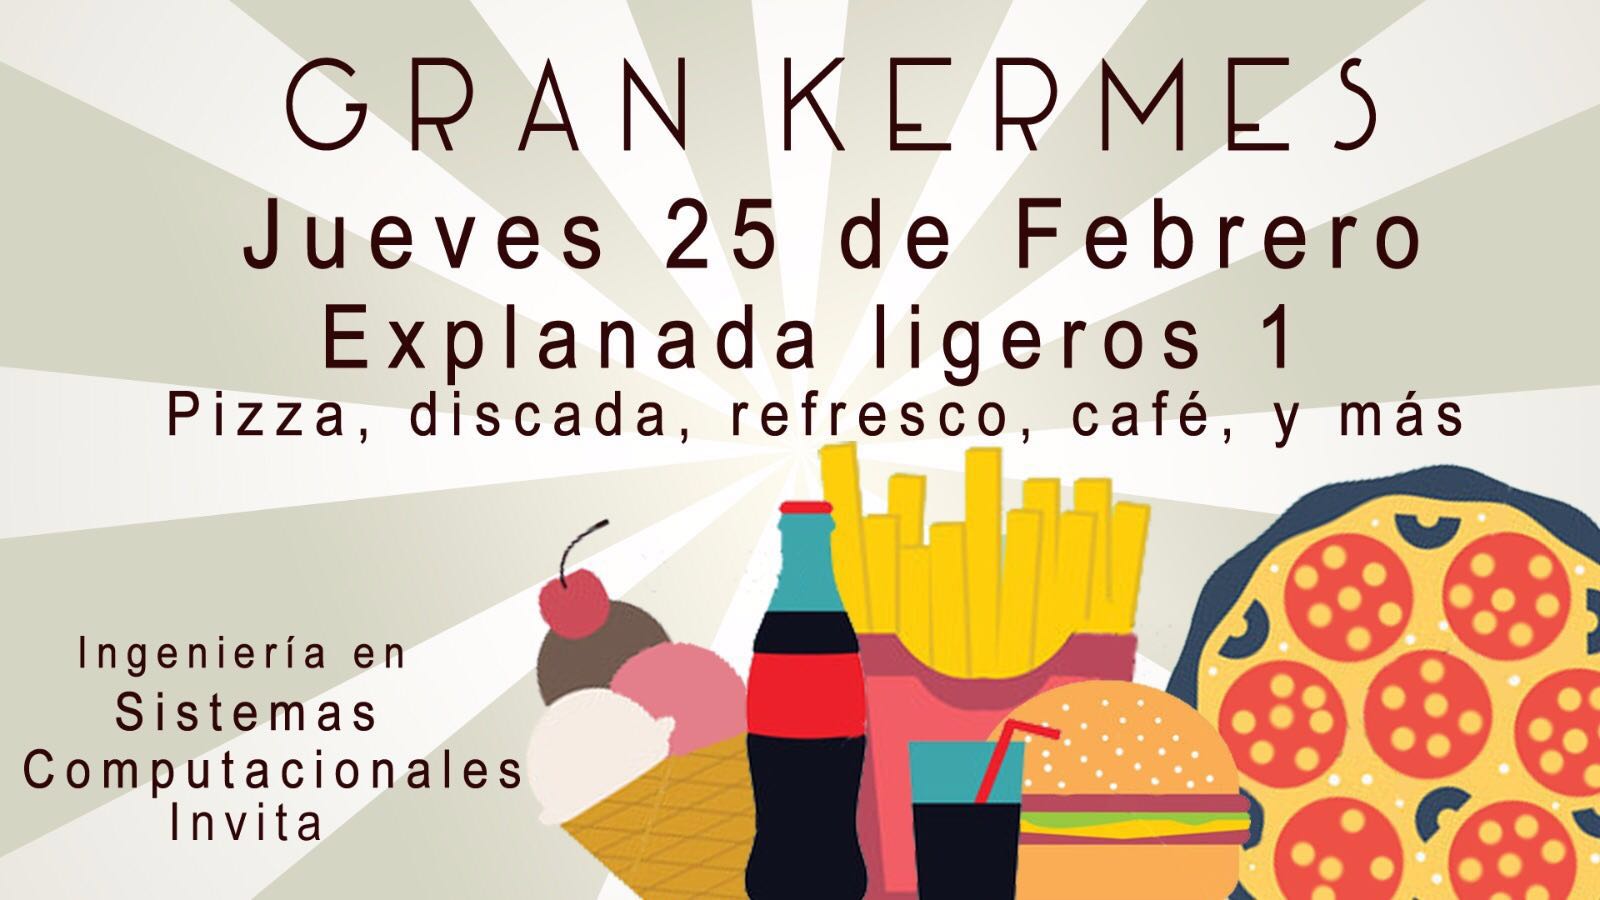 GRAN KERMES
Jueves 25 de Febrero
Explanada ligeros 1
Pizza, discada, refresco, café, y más
Ingeniería en
Sistemas
Computacionales
Invita